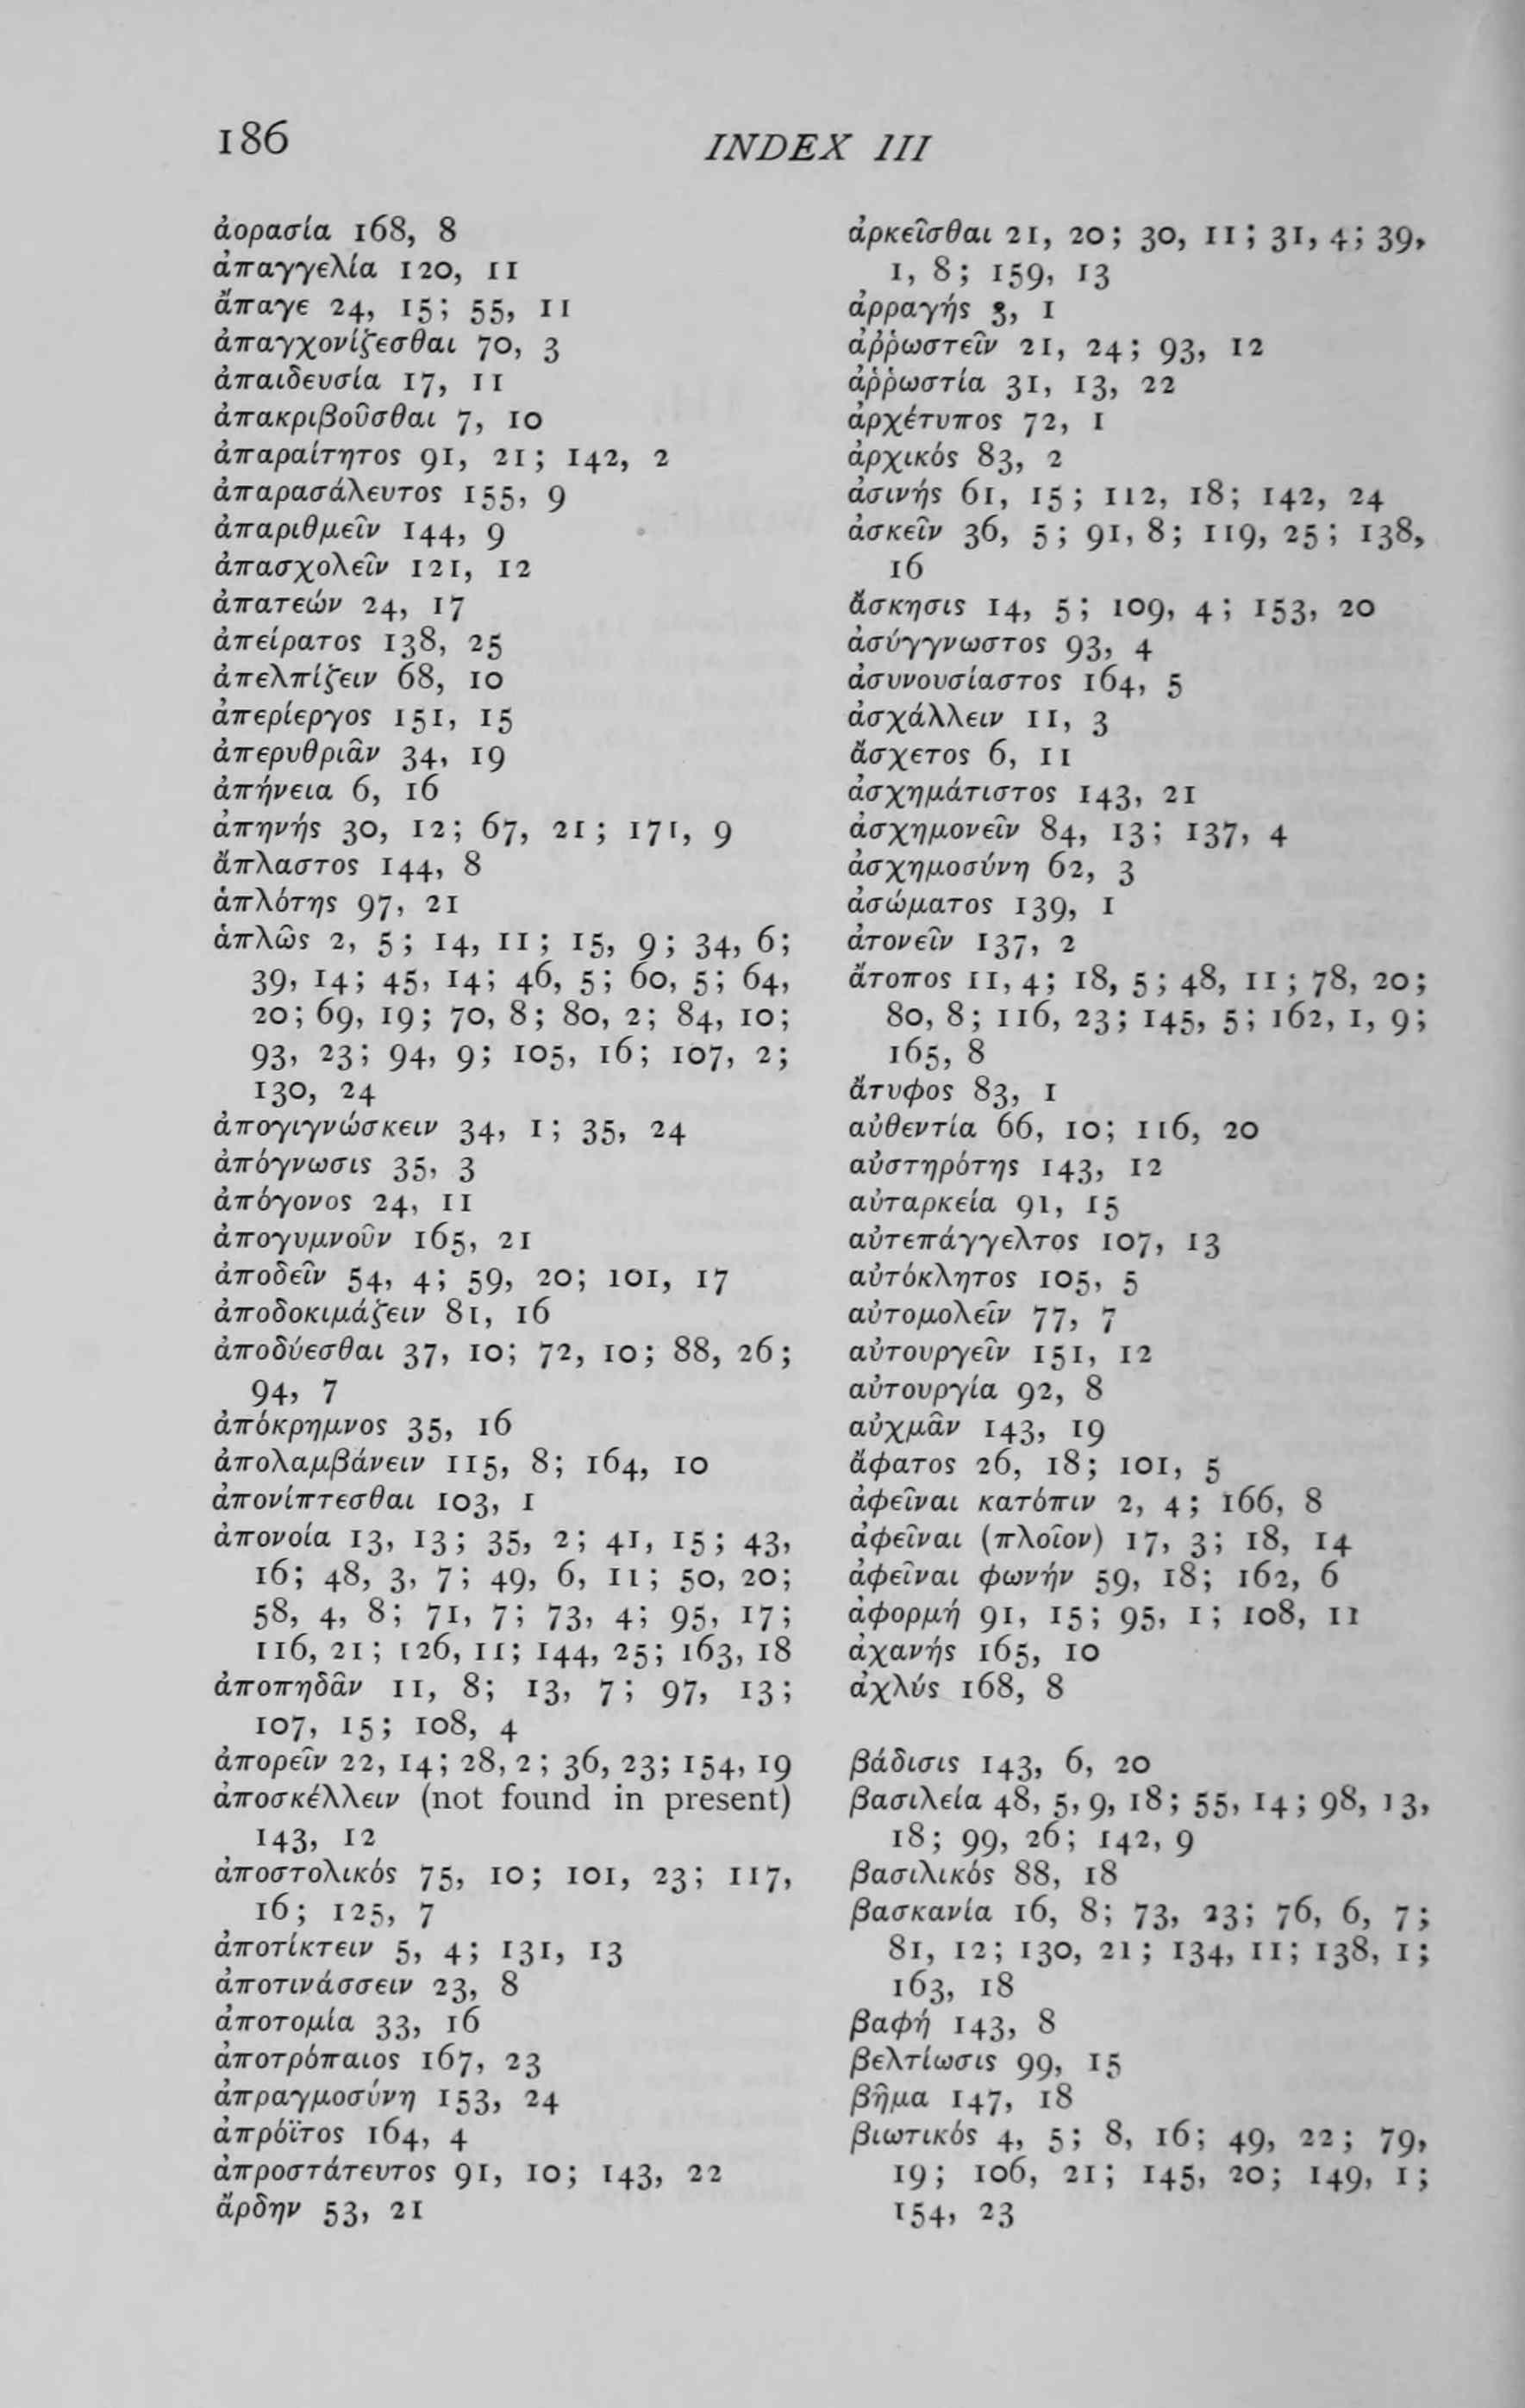 186
INDEX III
ἀορασία 168, 8
ἀπαγγελία 120, 11
ἄπαγε 24, 15; 55, 11
ἀπαγχονίζεσθαι 70, 3
ἀπαιδευσία 17, 11
ἀπακριβοῦσθαι 7, 10
ἀπαραίτητος 91, 21; 142, 2
ἀπαρασάλευτος 155, 9
ἀπαριθμεῖν 144, 9
ἀπασχολεῖν 121, 12
ἀπατεών 24, 17
ἀπείρατος 138, 25
ἀπελπίζειν 68, 10
ἀπερίεργος 151, 15
ἀπερυθριᾶν 34, 19
ἀπήνεια 6, 16
ἀπηνής 30, 12; 67, 21; 171, 9
ἄπλαστος 144, 8
ἁπλότης 97, 21
ἁπλῶς 2, 5; 14, 11; 15, 9; 34, 6;
39, 14; 45, 14; 46, 5; 60, 5; 64,
20; 69, 19; 70, 8; 80, 2; 84, 10;
93, 23; 94, 9; 105, 16; 107, 2;
130, 24
ἀπογιγνώσκειν 34, 1; 35, 24
ἀπόγνωσις 35, 3
ἀπόγονος 24, 11
ἀπογυμνοῦν 165, 21
ἀποδεῖν 54, 4; 59, 20; 101, 17
ἀποδοκιμάζειν 81, 16
ἀποδύεσθαι 37, 10; 72, 10; 88, 26;
94, 7
ἀπόκρημνος 35, 16
ἀπολαμβάνειν 115, 8; 164, 10
ἀπονίπτεσθαι 103, 1
ἀπονοία 13, 13; 35, 2; 41, 15; 43,
16; 48, 3, 7; 49, 6, 11; 50, 20;
58, 4, 8; 71, 7; 73, 4; 95, 17;
116, 21; 126, 11; 144, 25; 163, 18
ἀποπηδᾶν 11, 8; 13, 7; 97, 13;
107, 15; 108, 4
ἀπορεῖν 22, 14; 28, 2; 36, 23; 154, 19
ἀποσκέλλειν (not found in present)
143, 12
ἀποστολικός 75, 10; 101, 23; 117,
16; 125, 7
ἀποτίκτειν 5, 4; 131, 13
ἀποτινάσσειν 23, 8
ἀποτομία 33, 16
ἀποτρόπαιος 167, 23
ἀπραγμοσύνη 153, 24
ἀπρόϊτος 164, 4
ἀπροστάτευτος 91, 10; 143, 22
ἄρδην 53, 21
ἀρκεῖσθαι 21, 20; 30, 11; 31, 4; 39,
1, 8; 159, 13
ἀρραγής 3, 1
ἀῤῥωστεῖν 21, 24; 93, 12
ἀῤῥωστία 31, 13, 22
ἀρχέτυπος 72, 1
ἀρχικός 83, 2
ἀσινής 61, 15; 112, 18; 142, 24
ἀσκεῖν 36, 5; 91, 8; 119, 25; 138,
16
ἄσκησις 14, 5; 109, 4; 153, 20
ἀσύγγνωστος 93, 4
ἀσυνουσίαστος 164, 5
ἀσχάλλειν 11, 3
ἄσχετος 6, 11
ἀσχημάτιστος 143, 21
ἀσχημονεῖν 84, 13; 137, 4
ἀσχημοσύνη 62, 3
ἀσώματος 139, 1
ἀτονεῖν 137, 2
ἄτοπος 11, 4; 18, 5; 48, 11; 78, 20;
80, 8; 116, 23; 145, 5; 162, 1, 9;
165, 8
ἄτυφος 83, 1
αὐθεντία 66, 10; 116, 20
αὐστηρότης 143, 12
αὐταρκεία 91, 15
αὐτεπάγγελτος 107, 13
αὐτόκλητος 105, 5
αὐτομολεῖν 77, 7
αὐτουργεῖν 151, 12
αὐτουργία 92, 8
αὐχμᾶν 143, 19
ἄφατος 26, 18; 101, 5
ἀφεῖναι κατόπιν 2, 4; 166, 8
ἀφεῖναι (πλοῖον) 17, 3; 18, 14
ἀφεῖναι φωνήν 59, 18; 162, 6
ἀφορμή 91, 15; 95, 1; 108, 11
ἀχανής 165, 10
ἀχλύς 168, 8
βάδισις 143, 6, 20
βασιλεία 48, 5, 9, 18; 55, 14; 98, 13,
18; 99, 26; 142, 9
βασιλικός 88, 18
βασκανία 16, 8; 73, 23; 76, 6, 7;
81, 12; 130, 21; 134, 11; 138, 1;
163, 18
βαφή 143, 8
βελτίωσις 99, 15
βῆμα 147, 18
βιωτικός 4, 5; 8, 16; 49, 22; 79,
19; 106, 21; 145, 20; 149, 1;
154, 23